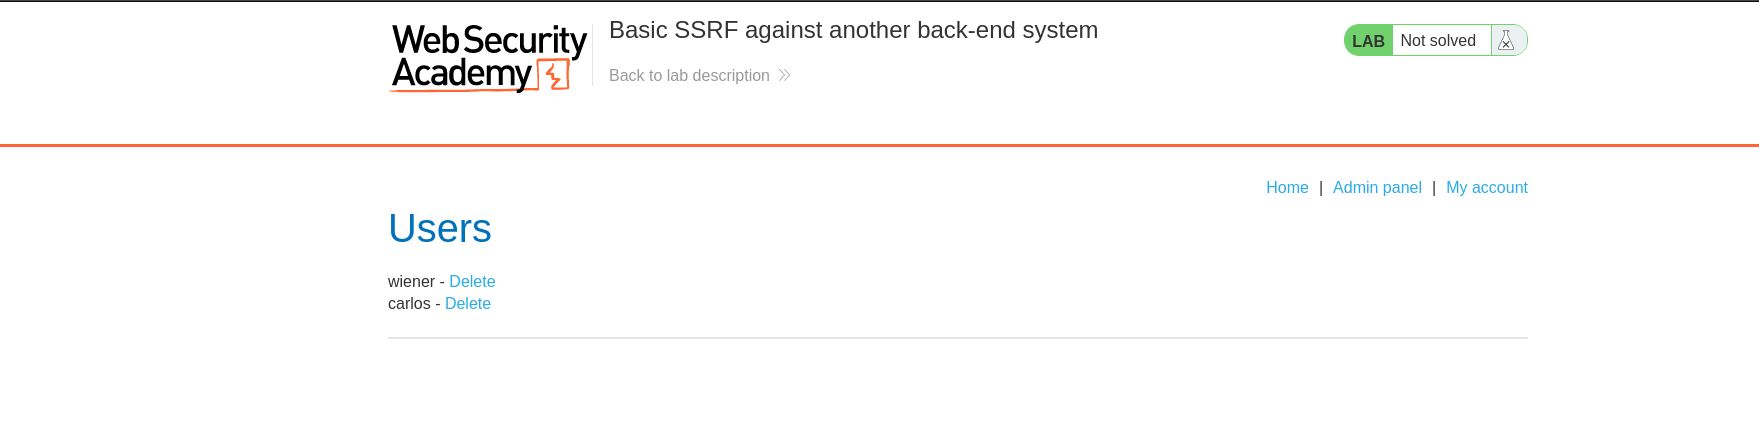 Web Security
Academy
Basic SSRF against another back-end system
Back to lab description
LAB Not solved
Home | Admin panel | My account
Users
wiener - Delete
carlos - Delete